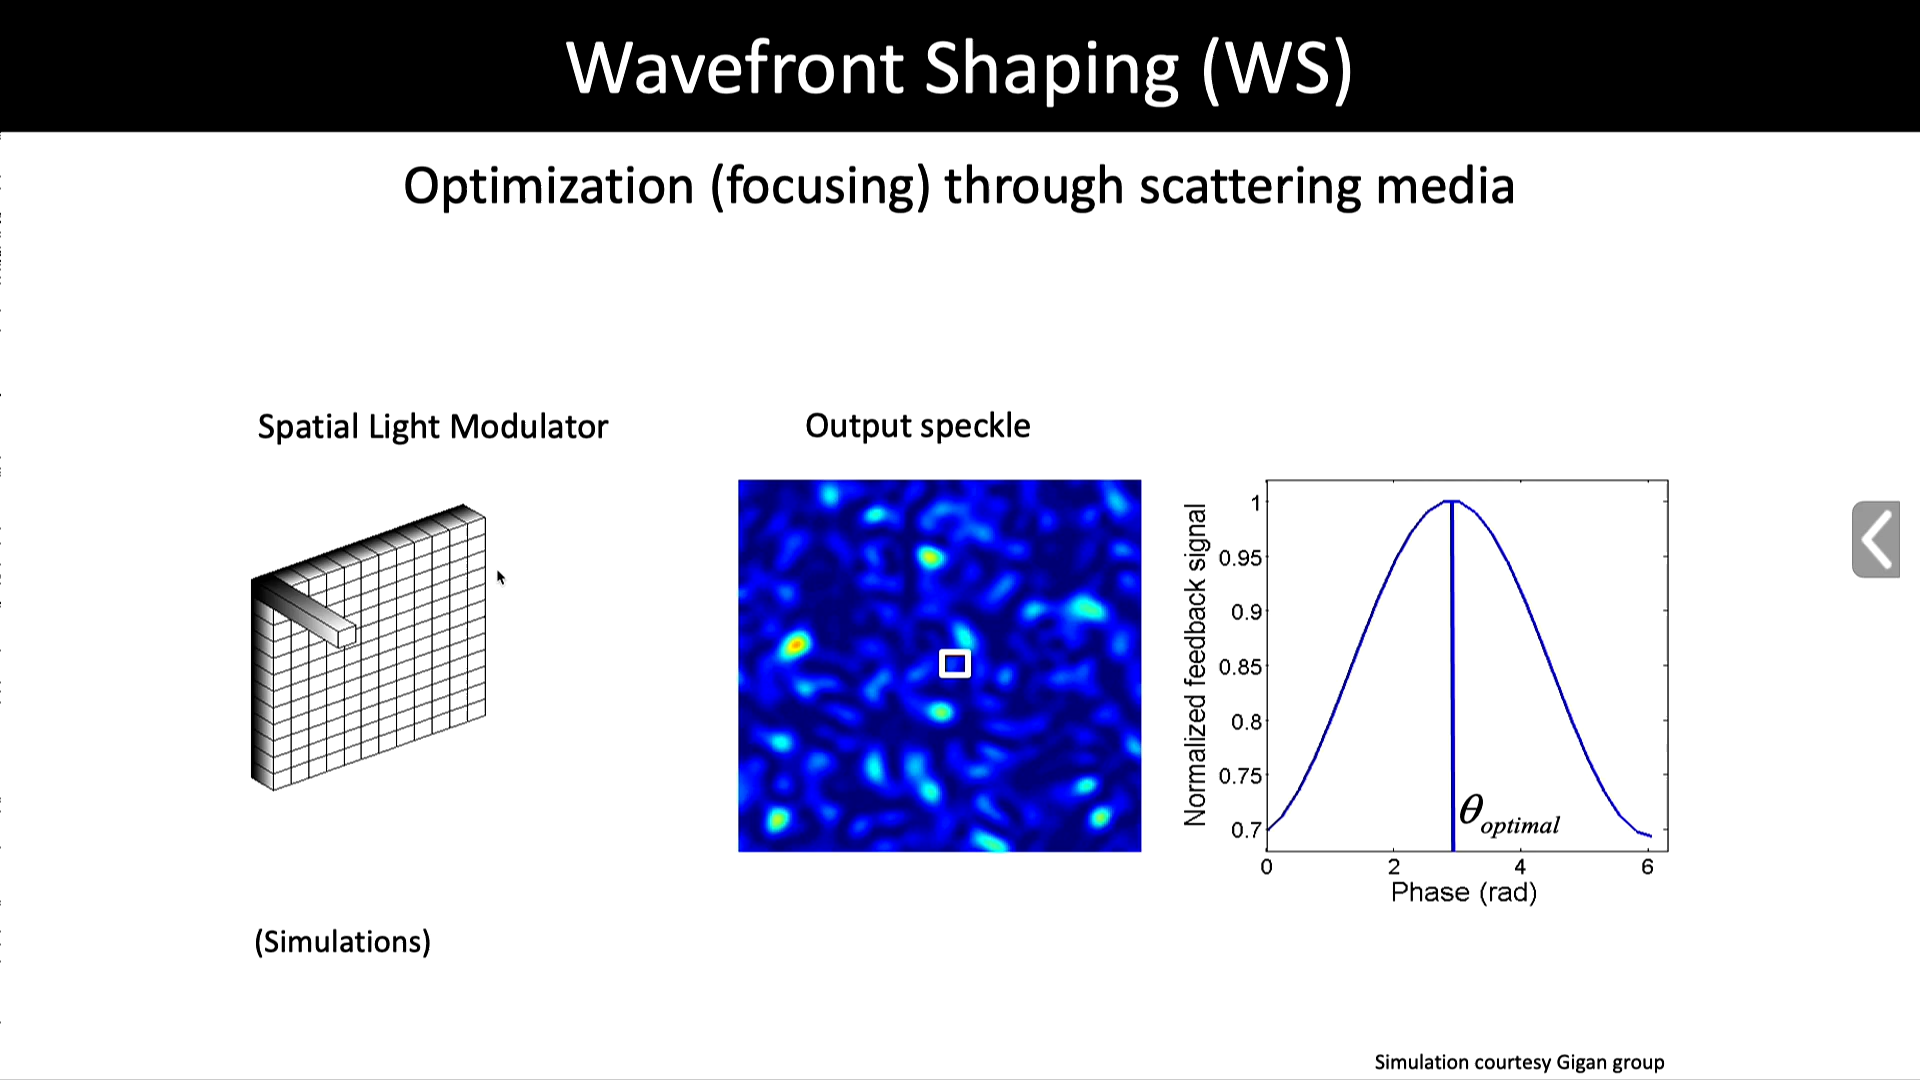 Wavefront Shaping (WS)
Optimization (focusing) through scattering media
Spatial Light Modulator
Output speckle
Normalized feedback signal
1
0.95
0.9
0.85
0.8
0.75
0.7
θoptimal
0 2 4 6
Phase (rad)
(Simulations)
Simulation courtesy Gigan group